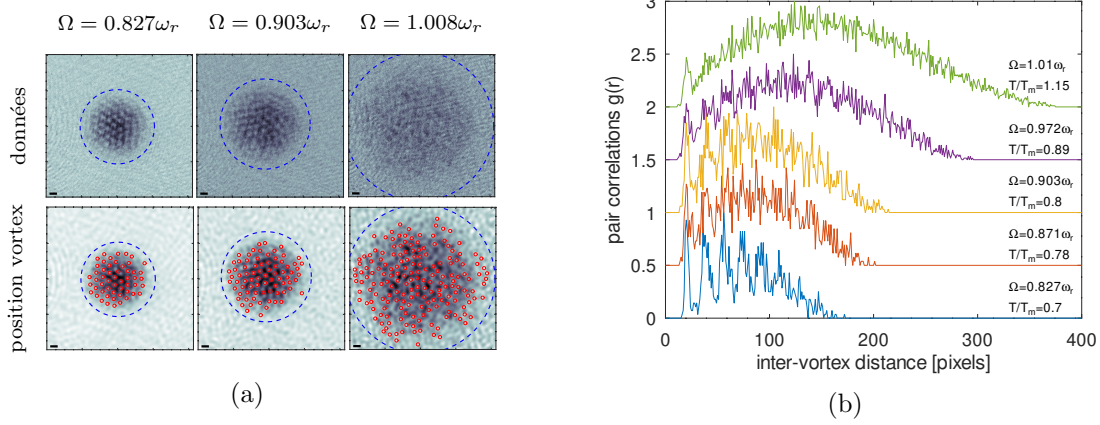 Ω = 0.827ω_r
Ω = 0.903ω_r
Ω = 1.008ω_r
données
position vortex
(a)
pair correlations g(r)
3
2.5
2
1.5
1
0.5
0
Ω=1.01ω_r
T/T_m=1.15
Ω=0.972ω_r
T/T_m=0.89
Ω=0.903ω_r
T/T_m=0.8
Ω=0.871ω_r
T/T_m=0.78
Ω=0.827ω_r
T/T_m=0.7
0
100
200
300
400
inter-vortex distance [pixels]
(b)